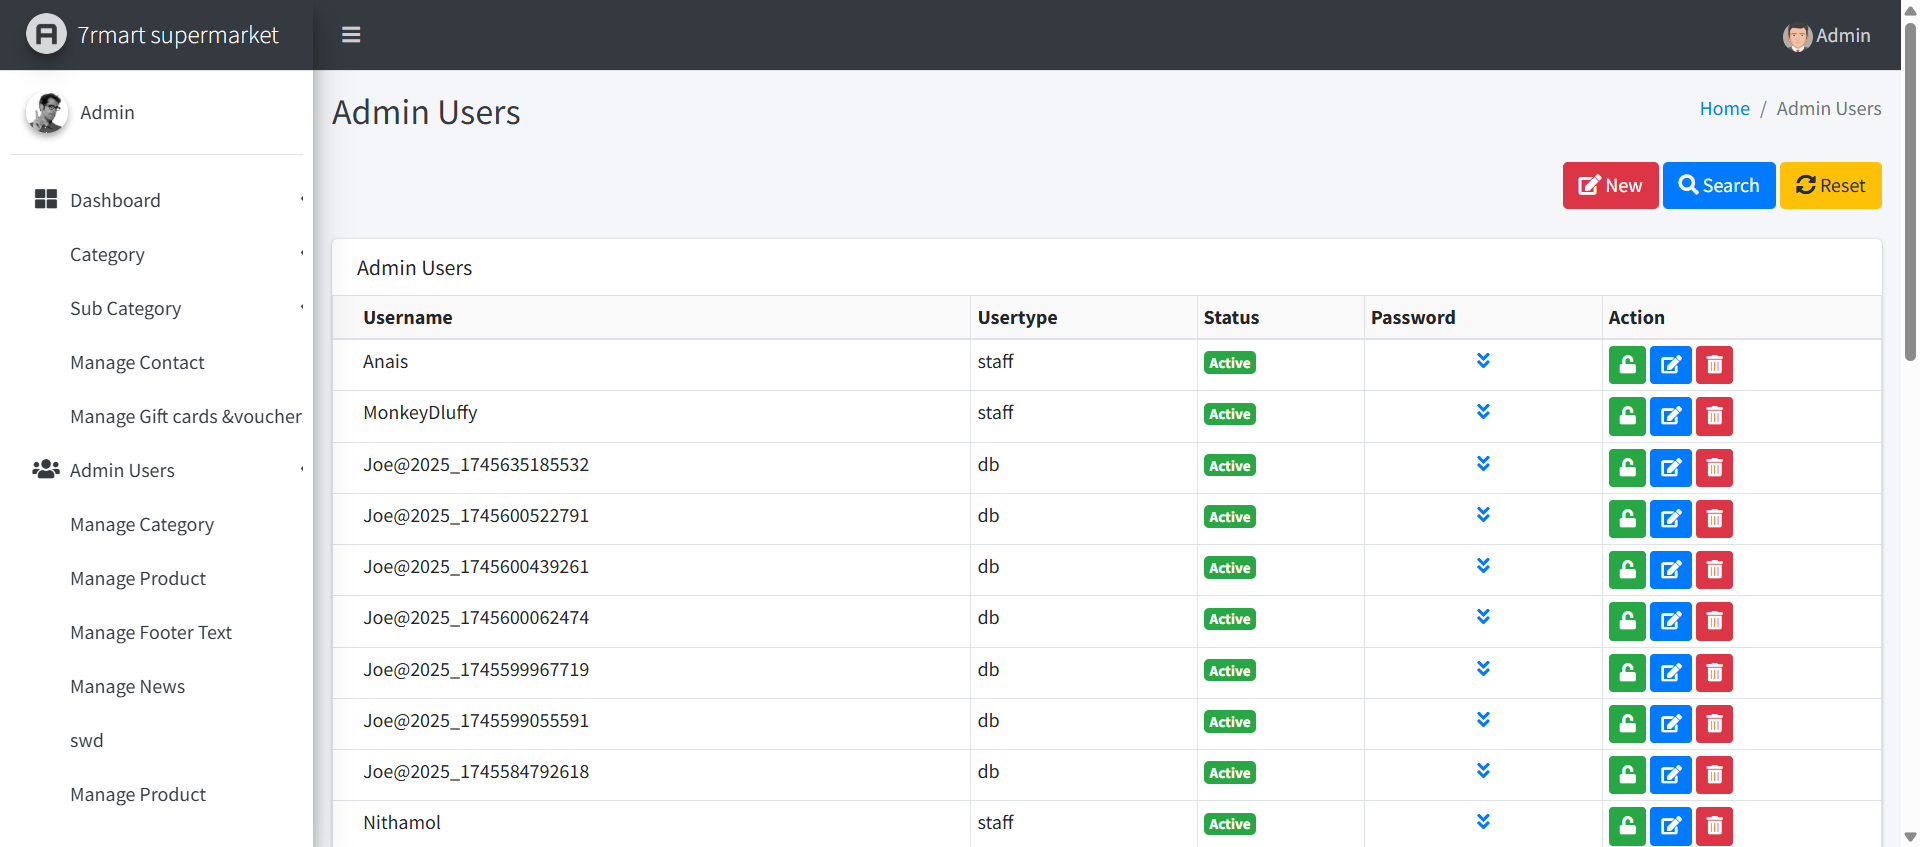 7rmart supermarket
Admin
Admin
Admin Users
Home / Admin Users
Dashboard
Category
Sub Category
Manage Contact
Manage Gift cards &voucher
Admin Users
Manage Category
Manage Product
Manage Footer Text
Manage News
swd
Manage Product
New Search Reset
Admin Users
Username Usertype Status Password Action
Anais staff Active
MonkeyDluffy staff Active
Joe@2025_1745635185532 db Active
Joe@2025_1745600522791 db Active
Joe@2025_1745600439261 db Active
Joe@2025_1745600062474 db Active
Joe@2025_1745599967719 db Active
Joe@2025_1745599055591 db Active
Joe@2025_1745584792618 db Active
Nithamol staff Active